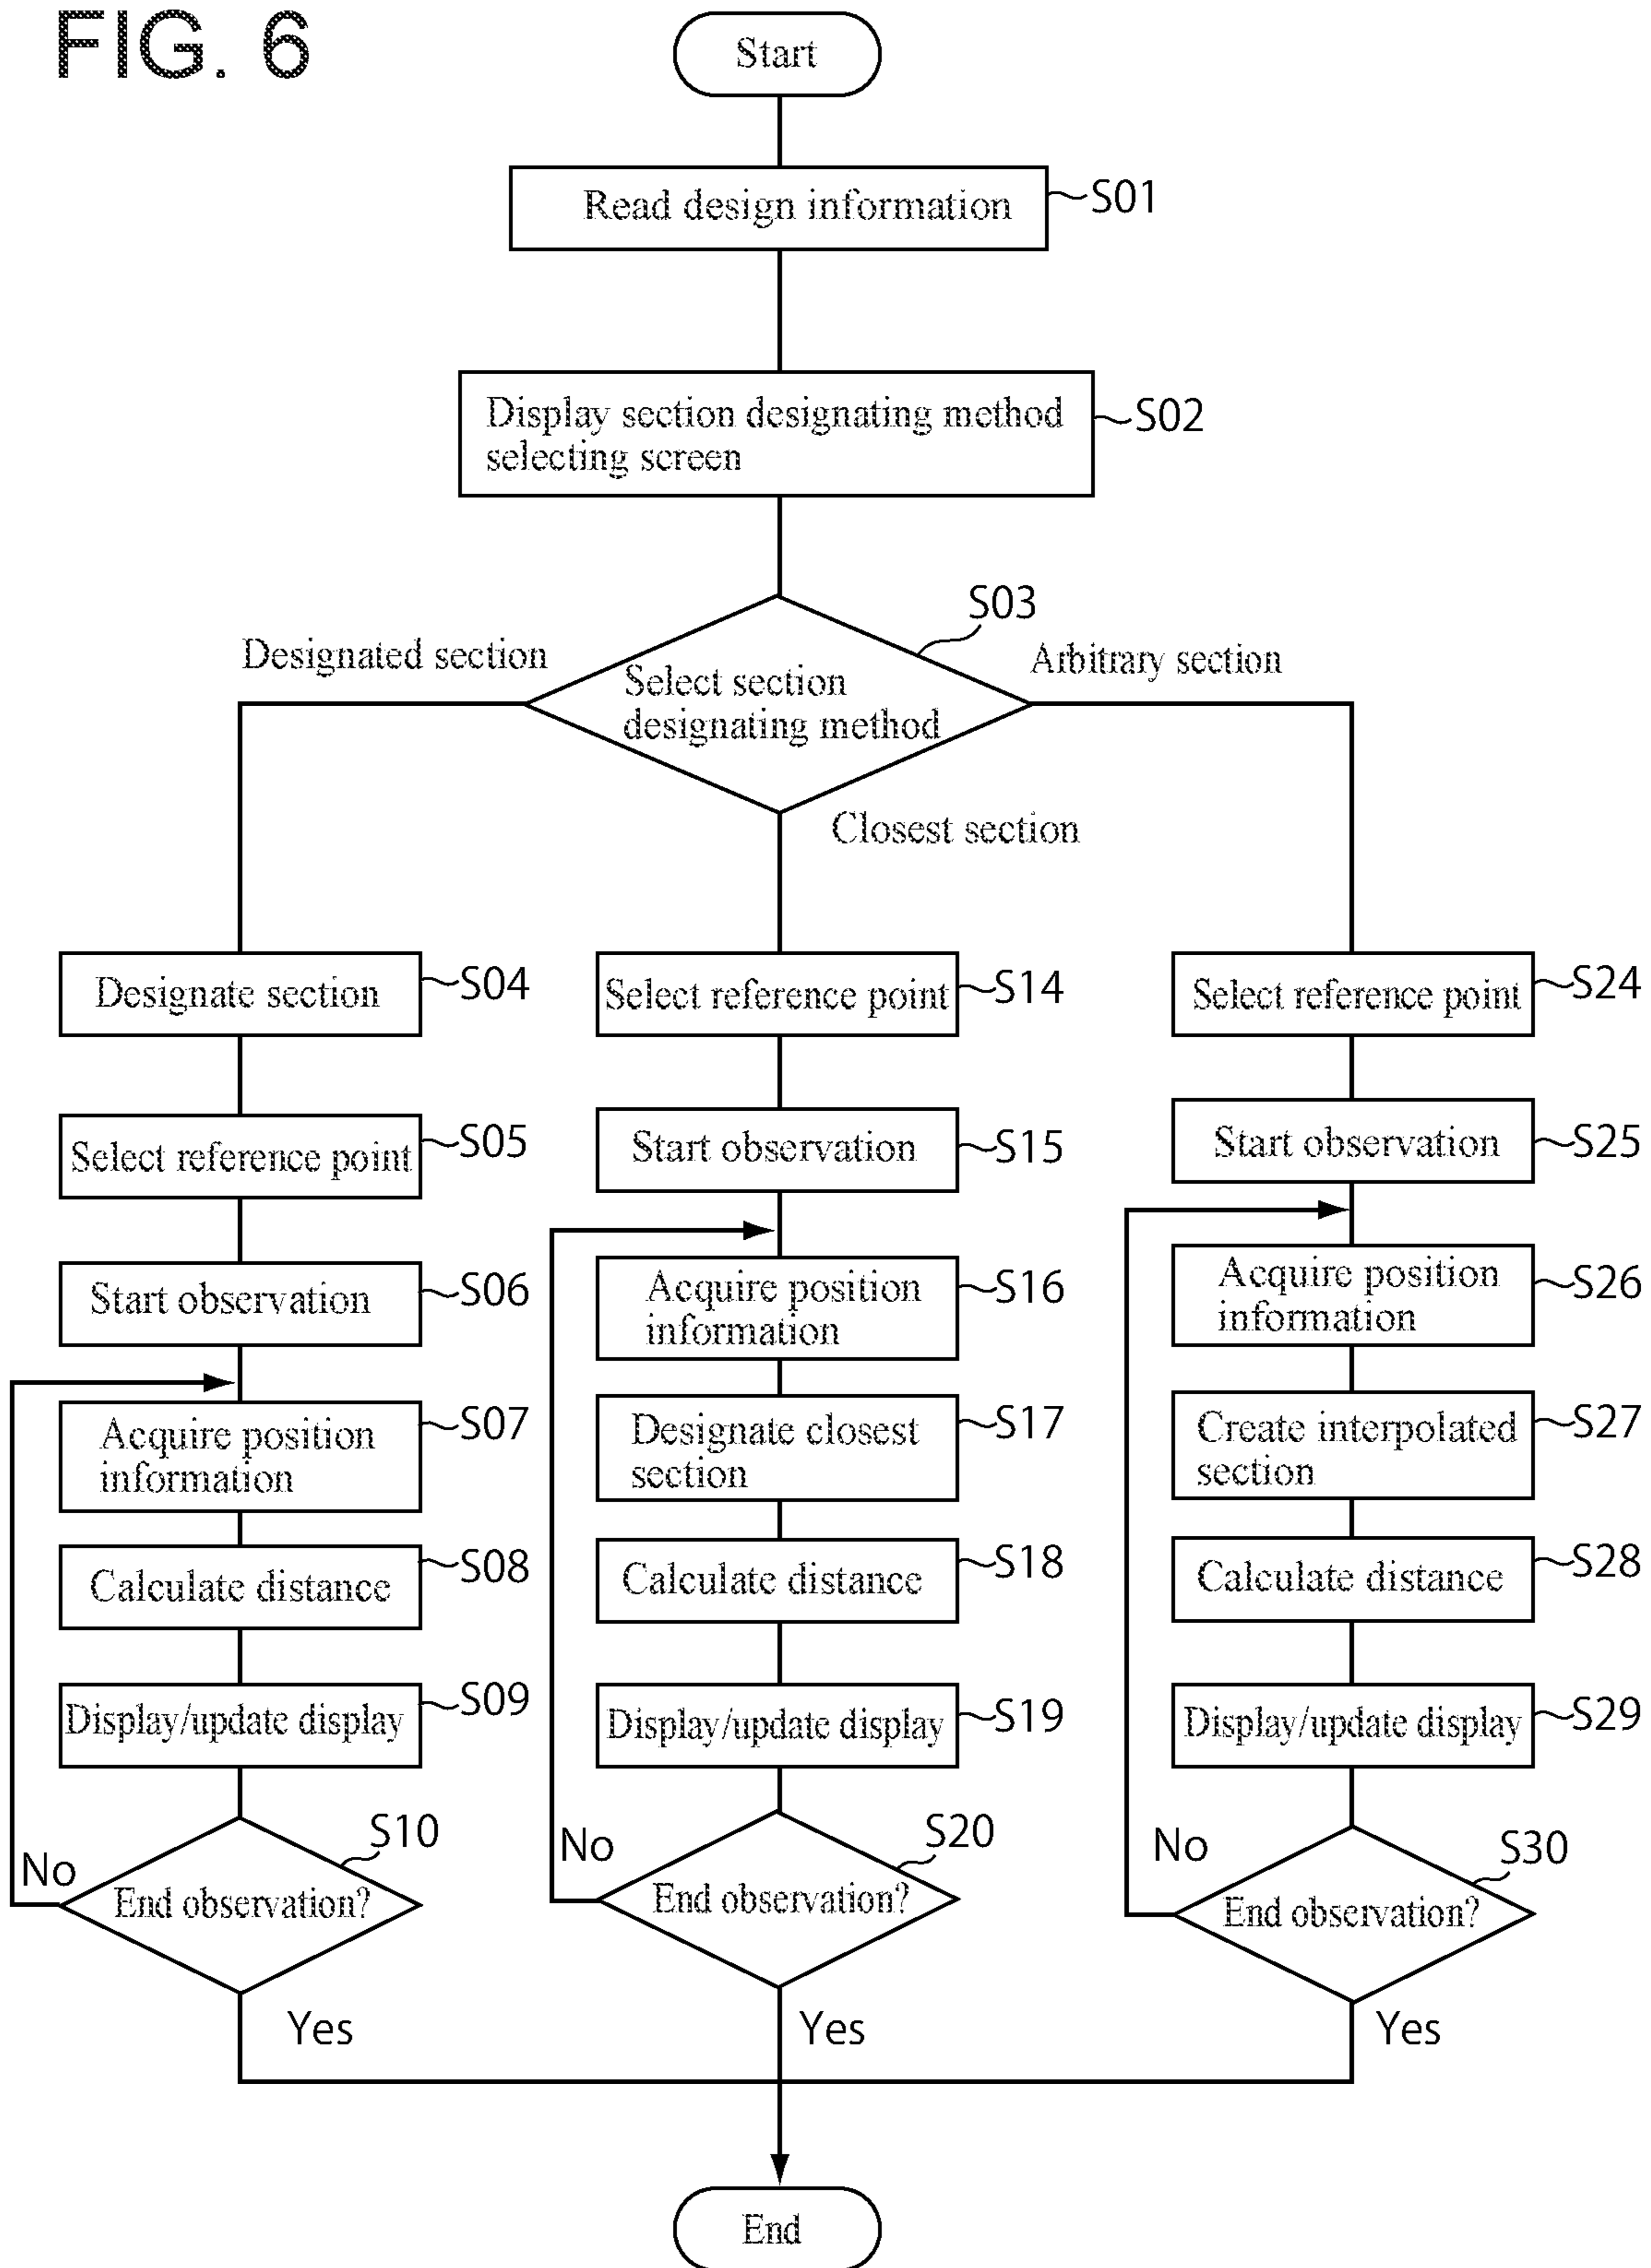 FIG. 6
Start
Read design information
S01
Display section designating method
selecting screen
S02
S03
Designated section
Select section
designating method
Arbitrary section
Closest section
Designate section
S04
Select reference point
S05
Start observation
S06
Acquire position
information
S07
Calculate distance
S08
Display/update display
S09
S10
No
End observation?
Yes
Select reference point
S14
Start observation
S15
Acquire position
information
S16
Designate closest
section
S17
Calculate distance
S18
Display/update display
S19
S20
No
End observation?
Yes
Select reference point
S24
Start observation
S25
Acquire position
information
S26
Create interpolated
section
S27
Calculate distance
S28
Display/update display
S29
S30
No
End observation?
Yes
End